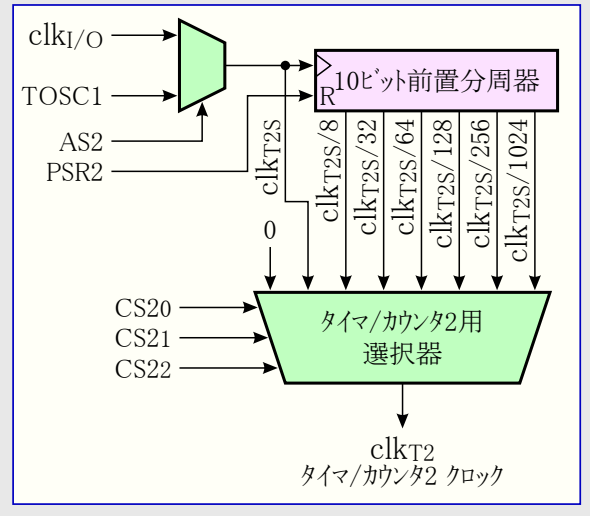 clkI/O
TOSC1
AS2
PSR2
10ﾋﾞｯﾄ前置分周器
R
clkT2S
clkT2S/8
clkT2S/32
clkT2S/64
clkT2S/128
clkT2S/256
clkT2S/1024
0
CS20
CS21
CS22
ﾀｲﾏ/ｶｳﾝﾀ2用
選択器
clkT2
ﾀｲﾏ/ｶｳﾝﾀ2 ｸﾛｯｸ